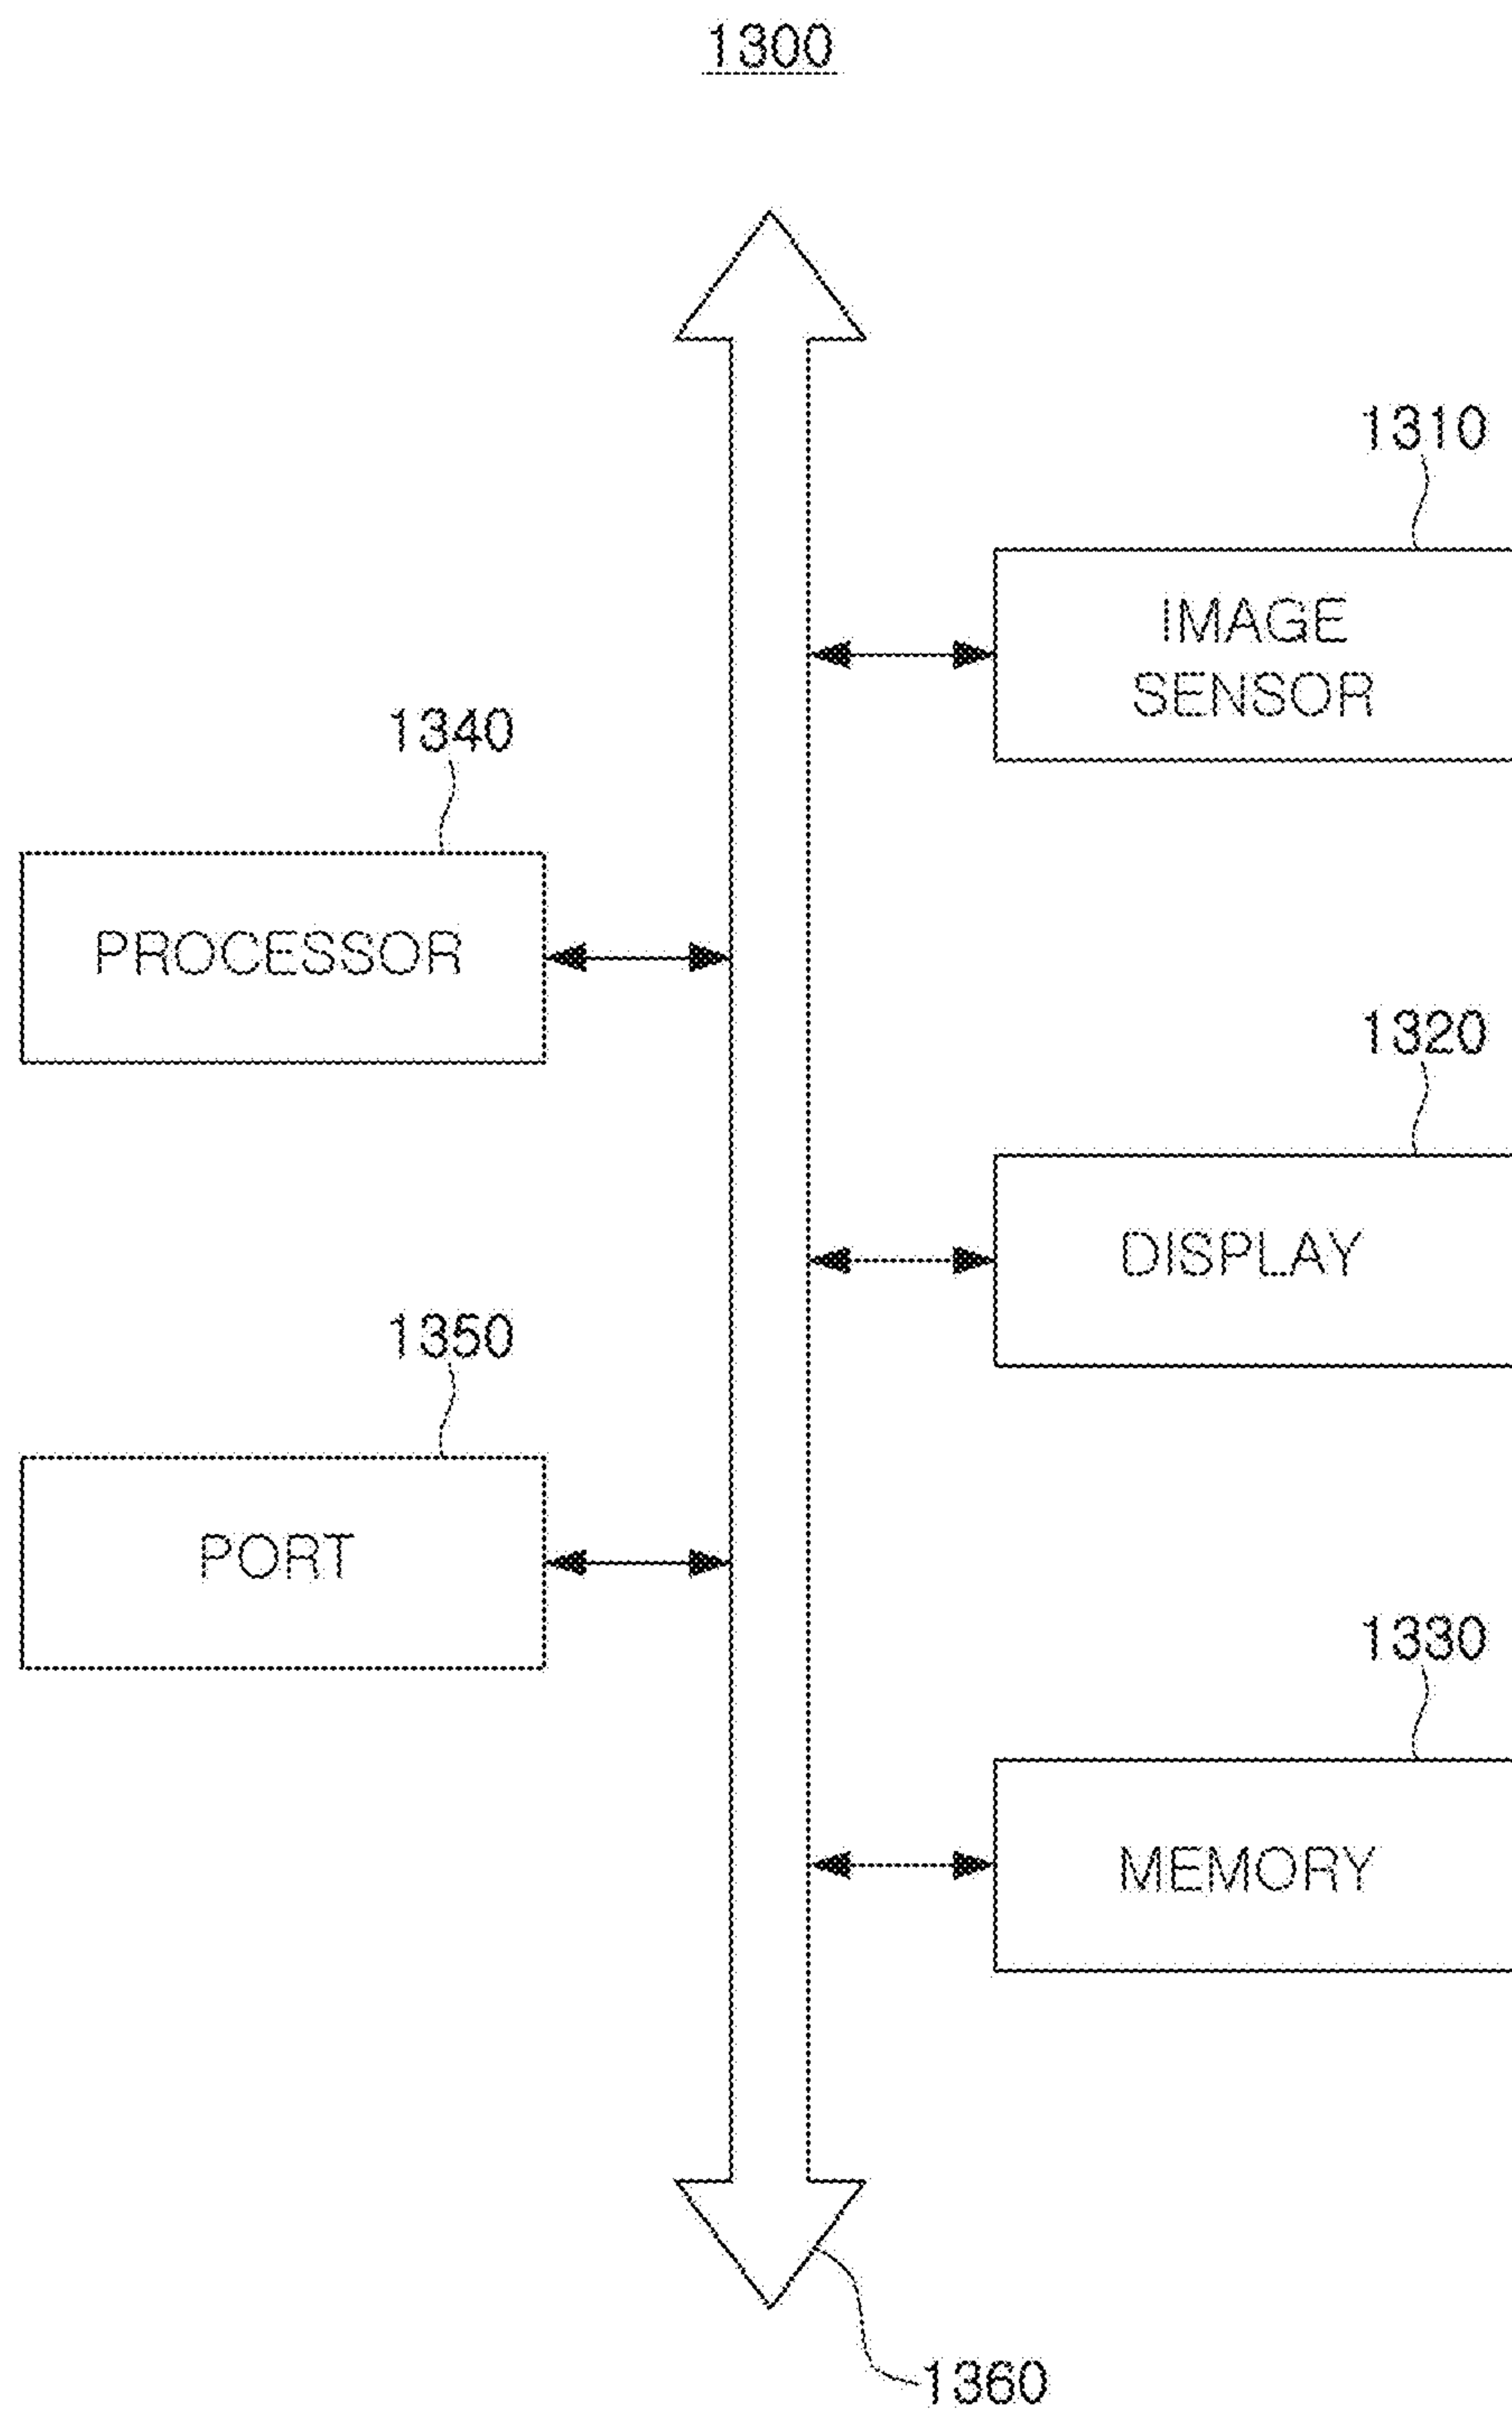 1300
1310
IMAGE
SENSOR
1340
PROCESSOR
1320
DISPLAY
1350
PORT
1330
MEMORY
1360